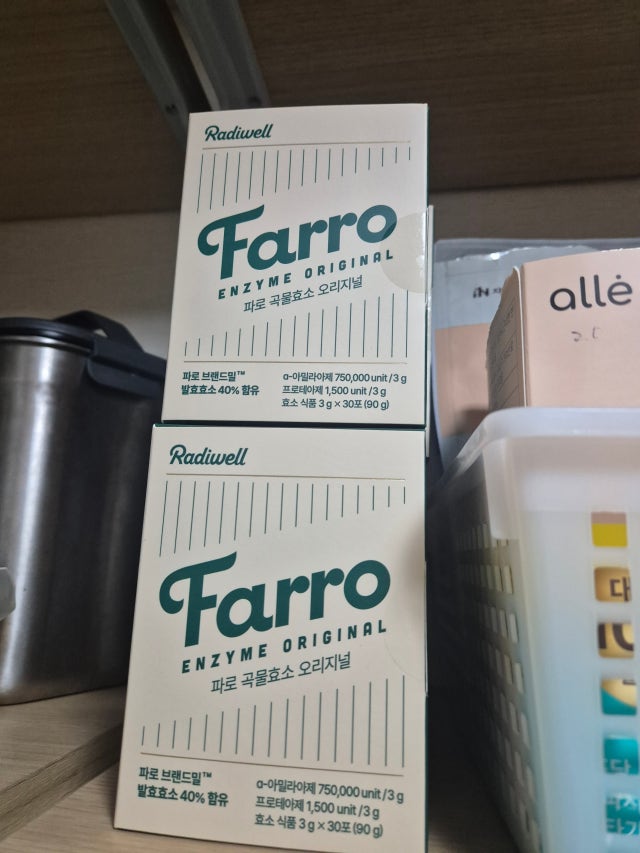 Radiwell
Farro
ENZYME ORIGINAL
파로 곡물효소 오리지널
파로 브랜드밀™
발효효소 40% 함유
α-아밀라아제 750,000 unit / 3 g
프로테아제 1,500 unit / 3 g
효소 식품 3 g × 30포 (90 g)
Radiwell
Farro
ENZYME ORIGINAL
파로 곡물효소 오리지널
파로 브랜드밀™
발효효소 40% 함유
α-아밀라아제 750,000 unit / 3 g
프로테아제 1,500 unit / 3 g
효소 식품 3 g × 30포 (90 g)
allé